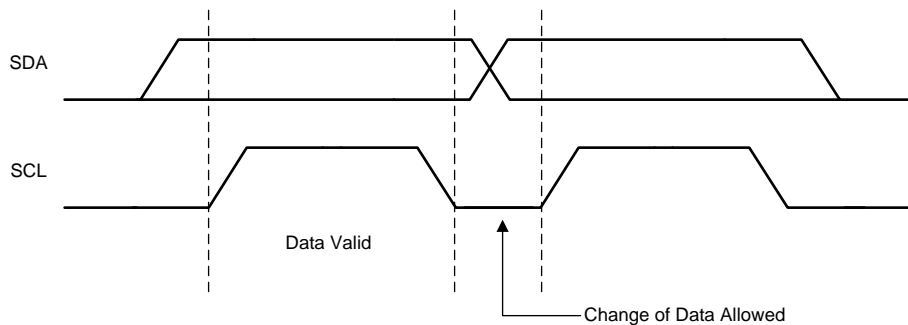 SDA
SCL
Data Valid
Change of Data Allowed